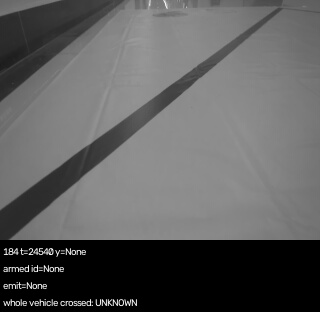 184 t=24540 y=None
armed id=None
emit=None
whole vehicle crossed: UNKNOWN